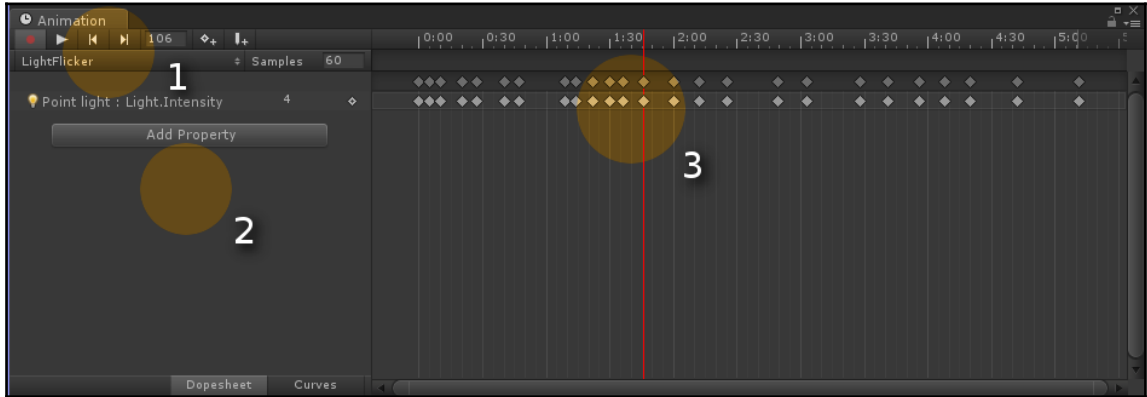 Animation
106
0:00 0:30 1:00 1:30 2:00 2:30 3:00 3:30 4:00 4:30 5:00
LightFlicker Samples 60
1
Point light : Light.Intensity 4
Add Property
3
2
Dopesheet Curves